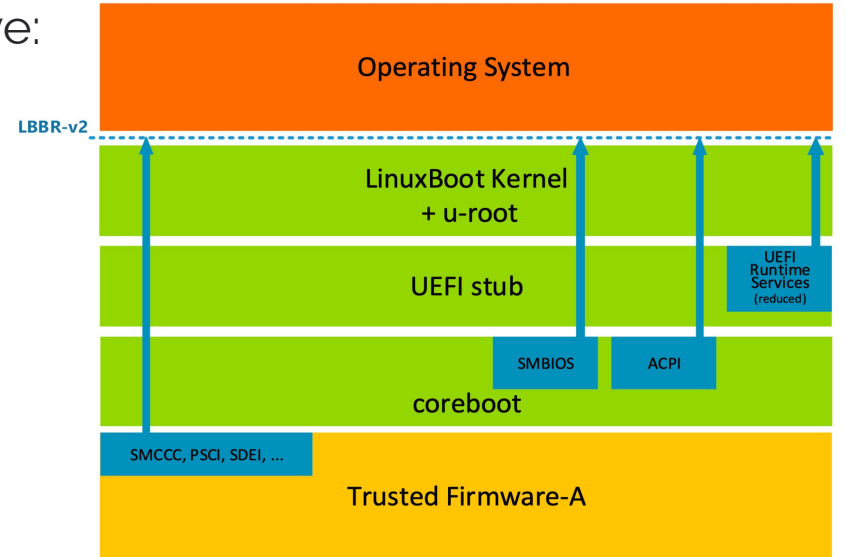 ve:
Operating System
LBBR-v2
LinuxBoot Kernel
+ u-root
UEFI stub
UEFI
Runtime
Services
(reduced)
SMBIOS
ACPI
coreboot
SMCCC, PSCI, SDEI, ...
Trusted Firmware-A